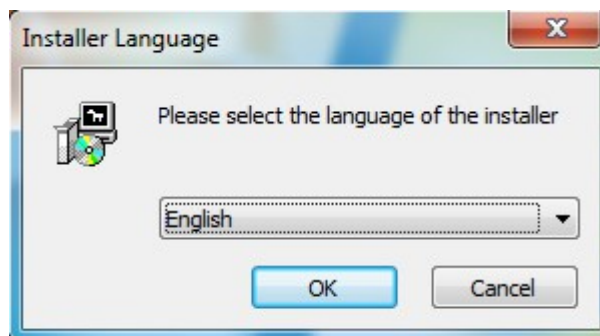 Installer Language
Please select the language of the installer
English
OK
Cancel